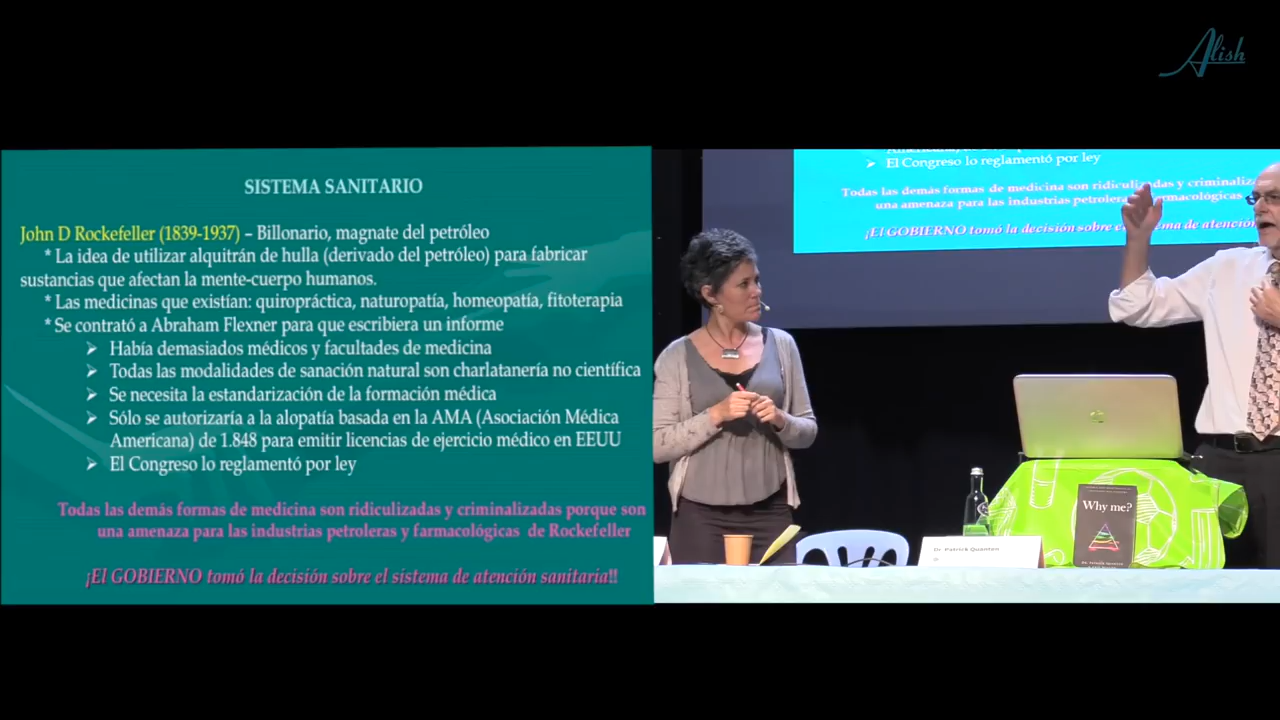 Alish
SISTEMA SANITARIO
John D Rockefeller (1839-1937) – Billonario, magnate del petróleo
* La idea de utilizar alquitrán de hulla (derivado del petróleo) para fabricar
sustancias que afectan la mente-cuerpo humanos.
* Las medicinas que existían: quiropráctica, naturopatía, homeopatía, fitoterapia
* Se contrató a Abraham Flexner para que escribiera un informe
➢ Había demasiados médicos y facultades de medicina
➢ Todas las modalidades de sanación natural son charlatanería no científica
➢ Se necesita la estandarización de la formación médica
➢ Sólo se autorizaría a la alopatía basada en la AMA (Asociación Médica
Americana) de 1.848 para emitir licencias de ejercicio médico en EEUU
➢ El Congreso lo reglamentó por ley
Todas las demás formas de medicina son ridiculizadas y criminalizadas porque son
una amenaza para las industrias petroleras y farmacológicas de Rockefeller
¡El GOBIERNO tomó la decisión sobre el sistema de atención sanitaria!!
➢ El Congreso lo reglamentó por ley
Todas las demás formas de medicina son ridiculizadas y
una amenaza para las industrias petroleras
¡El GOBIERNO tomó la decisión sobre
Dr. Patrick Quanten
Why me?